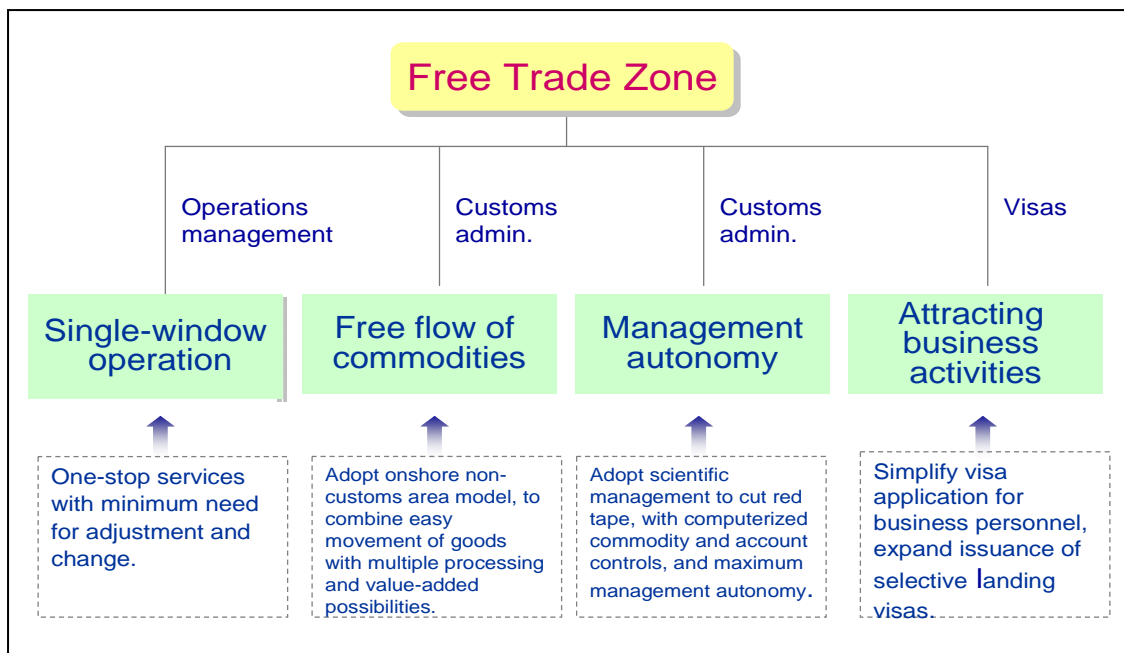 Free Trade Zone
Operations
management
Customs
admin.
Customs
admin.
Visas
Single-window
operation
Free flow of
commodities
Management
autonomy
Attracting
business
activities
One-stop services
with minimum need
for adjustment and
change.
Adopt onshore non-
customs area model, to
combine easy
movement of goods
with multiple processing
and value-added
possibilities.
Adopt scientific
management to cut red
tape, with computerized
commodity and account
controls, and maximum
management autonomy.
Simplify visa
application for
business personnel,
expand issuance of
selective landing
visas.